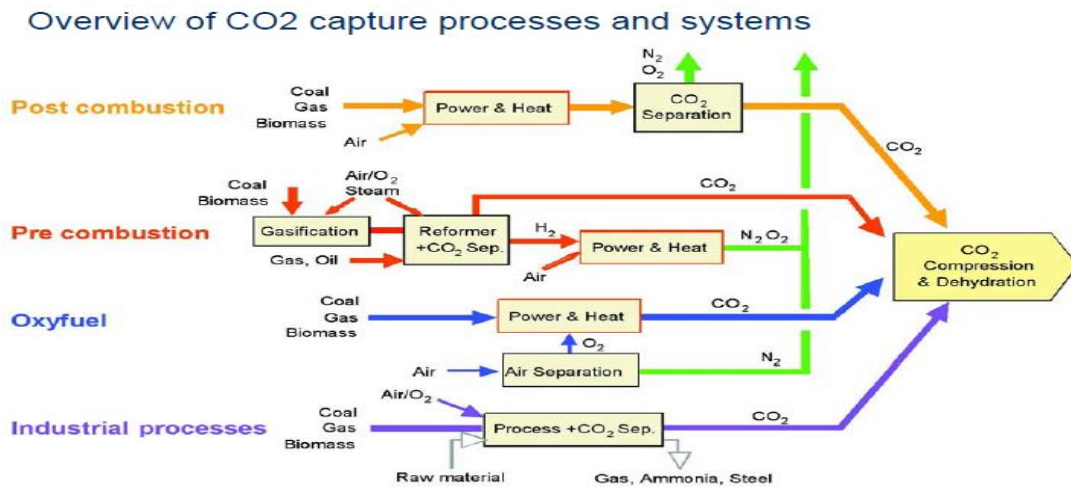 Overview of CO2 capture processes and systems
N₂
O₂
Post combustion
Coal
Gas
Biomass
Air
Power & Heat
CO₂
Separation
CO₂
Pre combustion
Coal
Biomass
Air/O₂
Steam
Gasification
Gas, Oil
Reformer
+CO₂ Sep.
CO₂
H₂
Air
Power & Heat
N₂ O₂
CO₂
Compression
& Dehydration
Oxyfuel
Coal
Gas
Biomass
Power & Heat
CO₂
O₂
Air
Air Separation
N₂
Industrial processes
Coal
Gas
Biomass
Air/O₂
Process +CO₂ Sep.
CO₂
Raw material
Gas, Ammonia, Steel